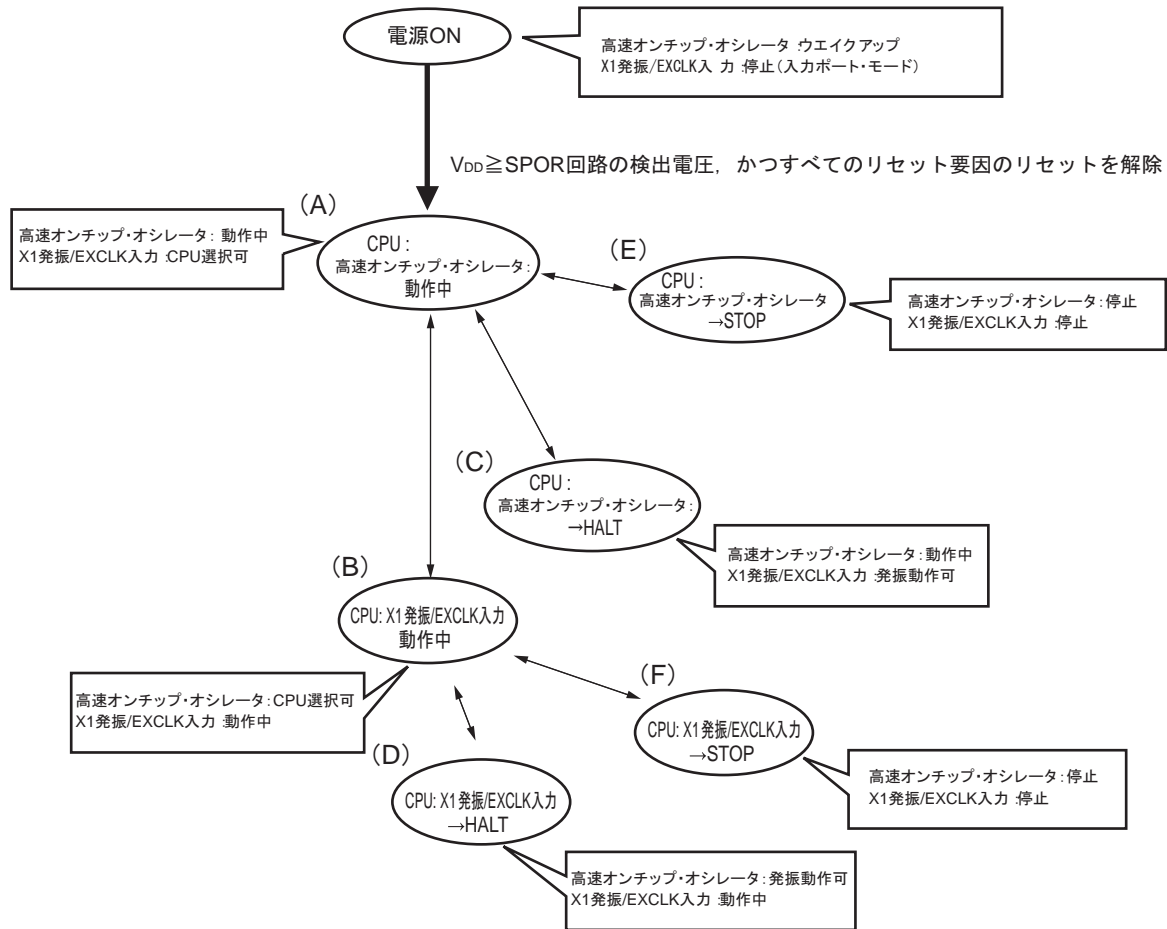 電源ON
高速オンチップ・オシレータ :ウエイクアップ
X1発振/EXCLK入 力 :停止(入力ポート・モード)
VDD≧SPOR回路の検出電圧，かつすべてのリセット要因のリセットを解除
(A)
高速オンチップ・オシレータ： 動作中
X1発振/EXCLK入力 :CPU選択可
CPU :
高速オンチップ・オシレータ：
動作中
(E)
CPU :
高速オンチップ・オシレータ
→STOP
高速オンチップ・オシレータ：停止
X1発振/EXCLK入力 :停止
(C)
CPU :
高速オンチップ・オシレータ：
→HALT
高速オンチップ・オシレータ：動作中
X1発振/EXCLK入力 :発振動作可
(B)
CPU: X1発振/EXCLK入力
動作中
高速オンチップ・オシレータ：CPU選択可
X1発振/EXCLK入力 :動作中
(F)
CPU: X1発振/EXCLK入力
→STOP
高速オンチップ・オシレータ：停止
X1発振/EXCLK入力 :停止
(D)
CPU: X1発振/EXCLK入力
→HALT
高速オンチップ・オシレータ：発振動作可
X1発振/EXCLK入力 :動作中